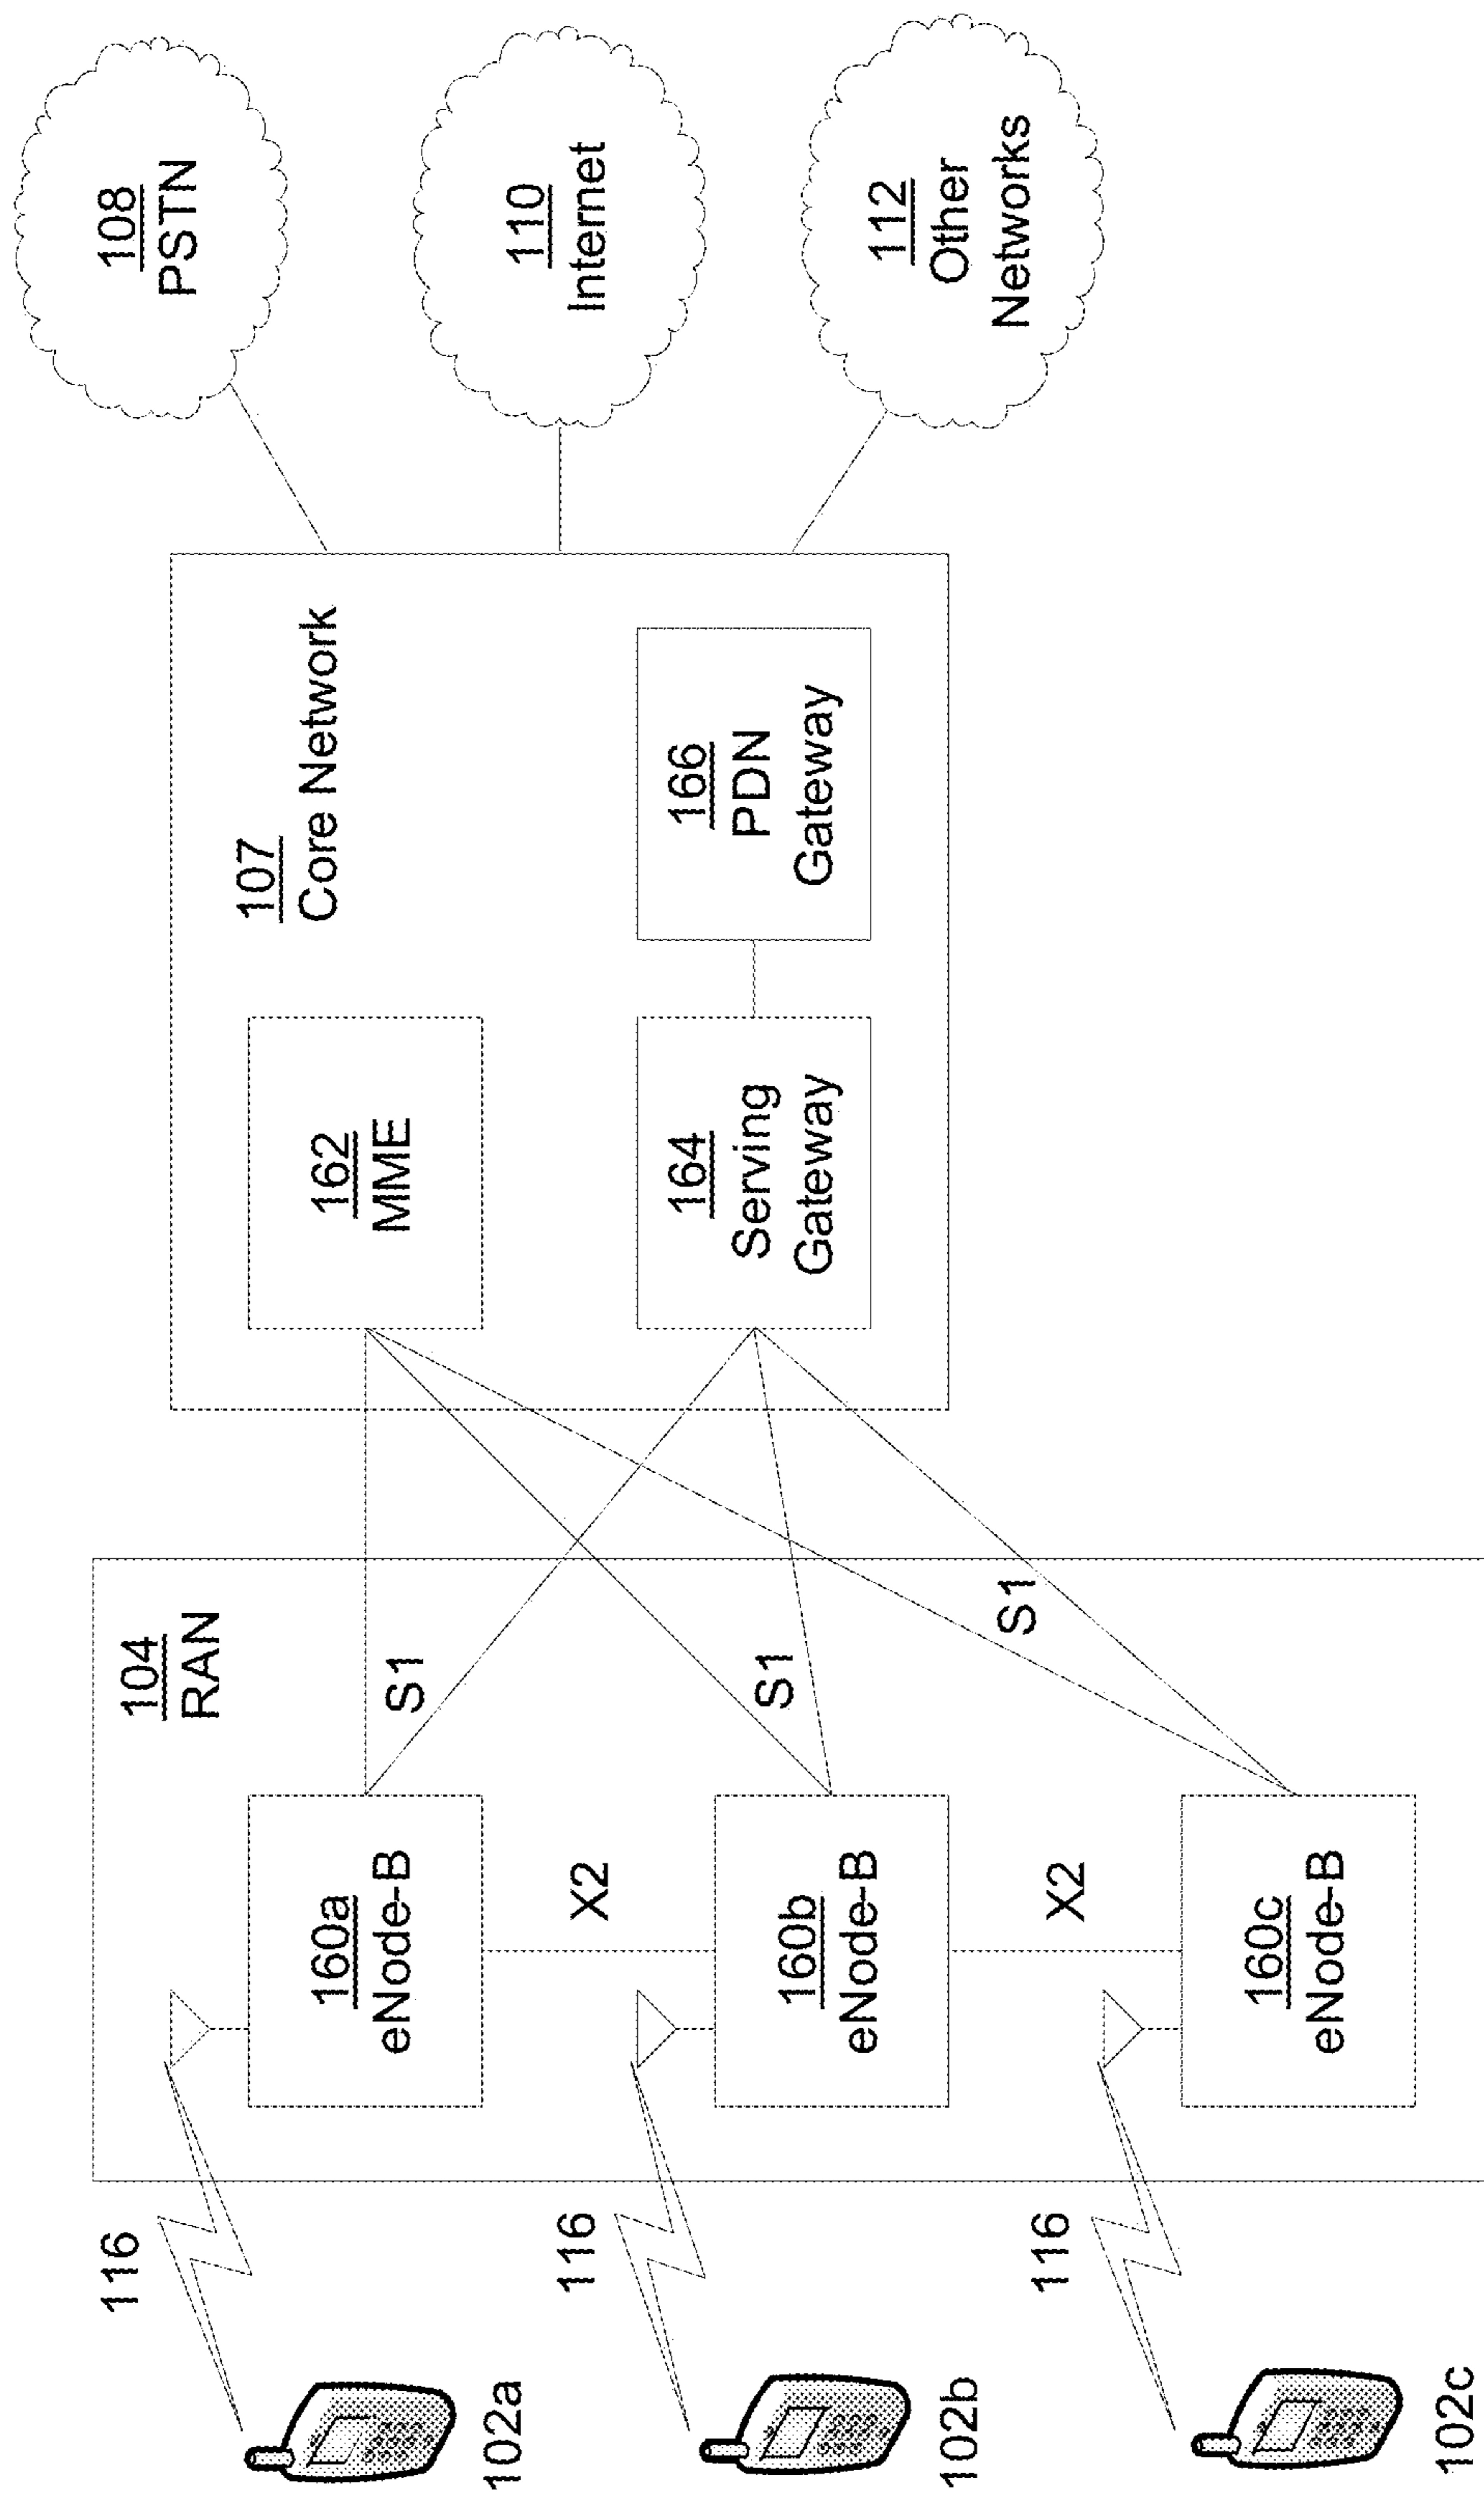 116
102a
116
102b
116
102c
104
RAN
160a
eNode-B
X2
160b
eNode-B
X2
160c
eNode-B
S1
S1
S1
107
Core Network
162
MME
164
Serving
Gateway
166
PDN
Gateway
108
PSTN
110
Internet
112
Other
Networks